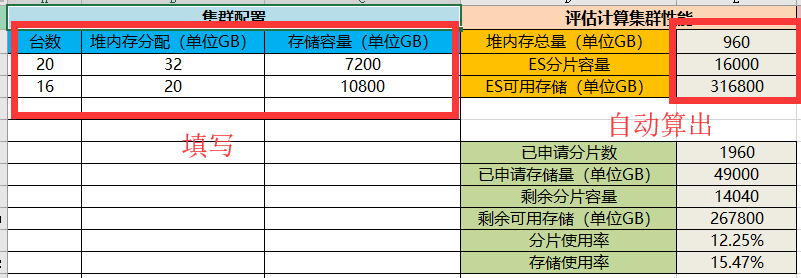 集群配置 评估计算集群性能
台数 堆内存分配（单位GB） 存储容量（单位GB） 堆内存总量（单位GB） 960
20 32 7200 ES分片容量 16000
16 20 10800 ES可用存储（单位GB） 316800
填写 自动算出
已申请分片数 1960
已申请存储量（单位GB） 49000
剩余分片容量 14040
剩余可用存储（单位GB） 267800
分片使用率 12.25%
存储使用率 15.47%